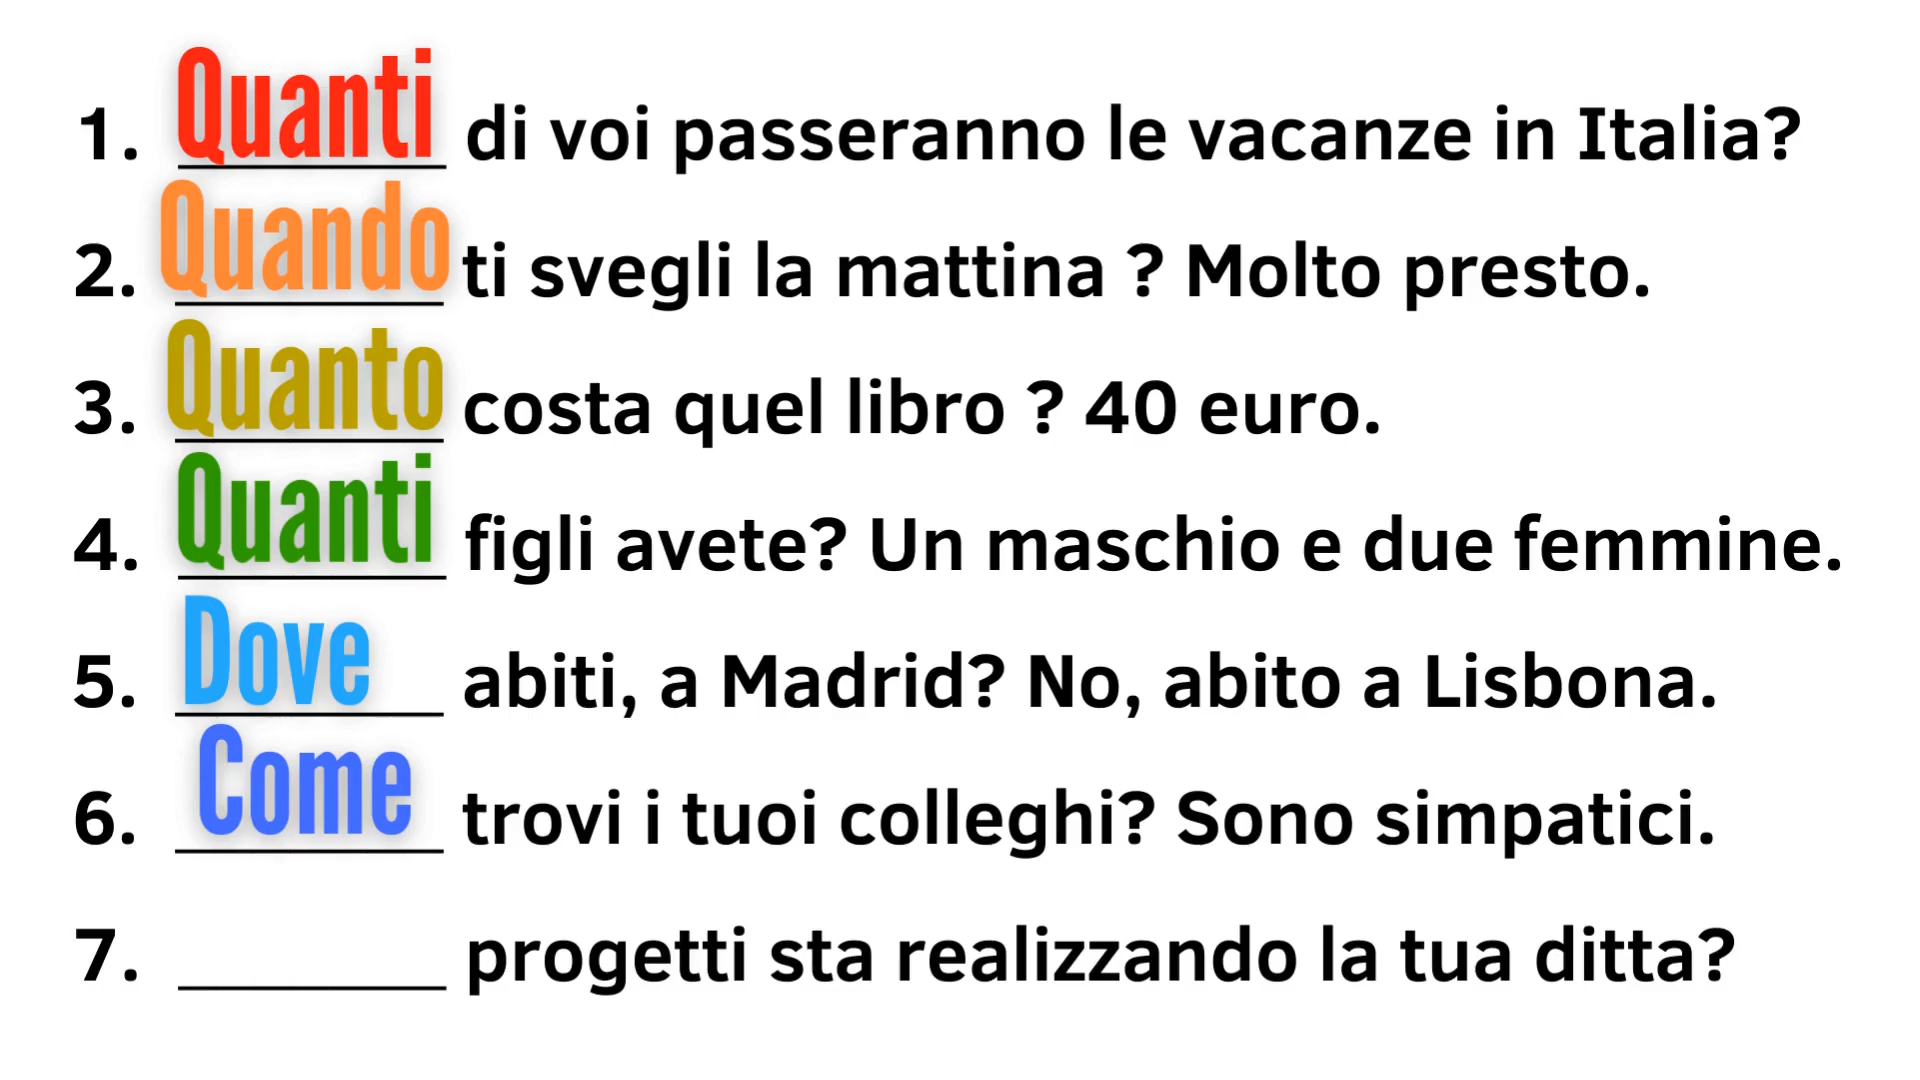 1. Quanti di voi passeranno le vacanze in Italia?
2. Quando ti svegli la mattina ? Molto presto.
3. Quanto costa quel libro ? 40 euro.
4. Quanti figli avete? Un maschio e due femmine.
5. Dove abiti, a Madrid? No, abito a Lisbona.
6. Come trovi i tuoi colleghi? Sono simpatici.
7. ________ progetti sta realizzando la tua ditta?